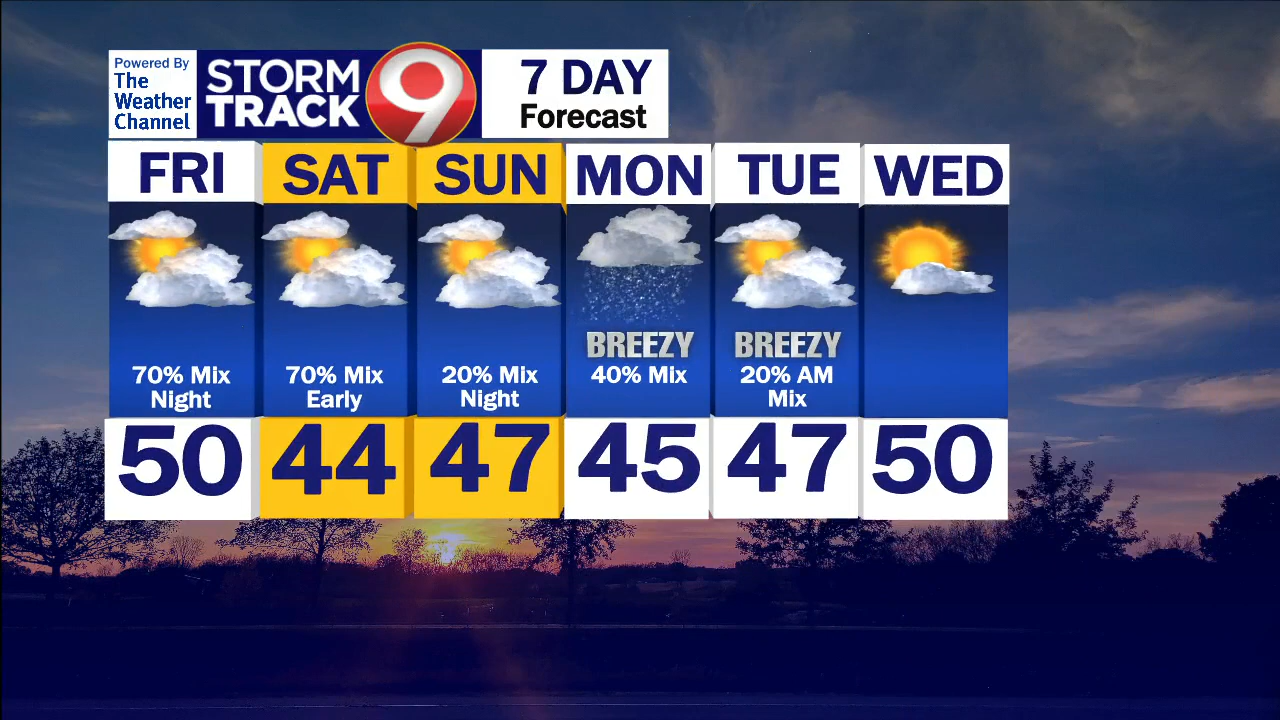 Powered By
The
Weather
Channel
STORM
TRACK
9
7 DAY
Forecast
FRI
SAT
SUN
MON
TUE
WED
BREEZY
BREEZY
70% Mix
Night
70% Mix
Early
20% Mix
Night
40% Mix
20% AM
Mix
50
44
47
45
47
50